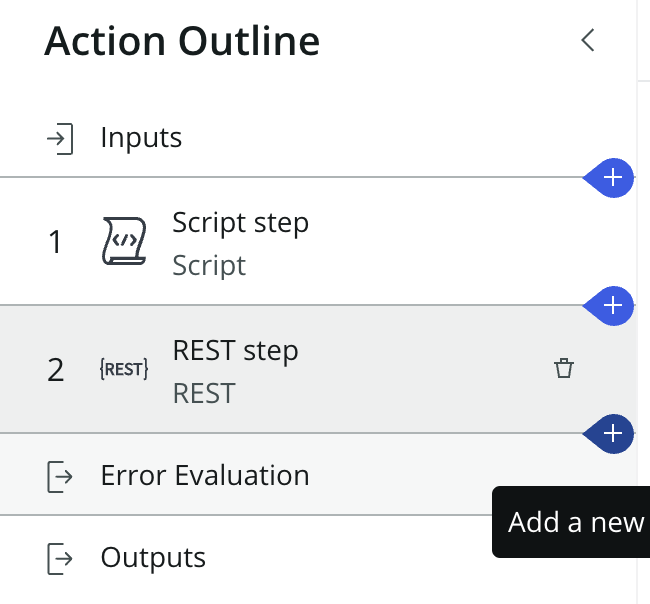 Action Outline
Inputs
1
Script step
Script
2
{REST}
REST step
REST
Error Evaluation
Add a new
Outputs